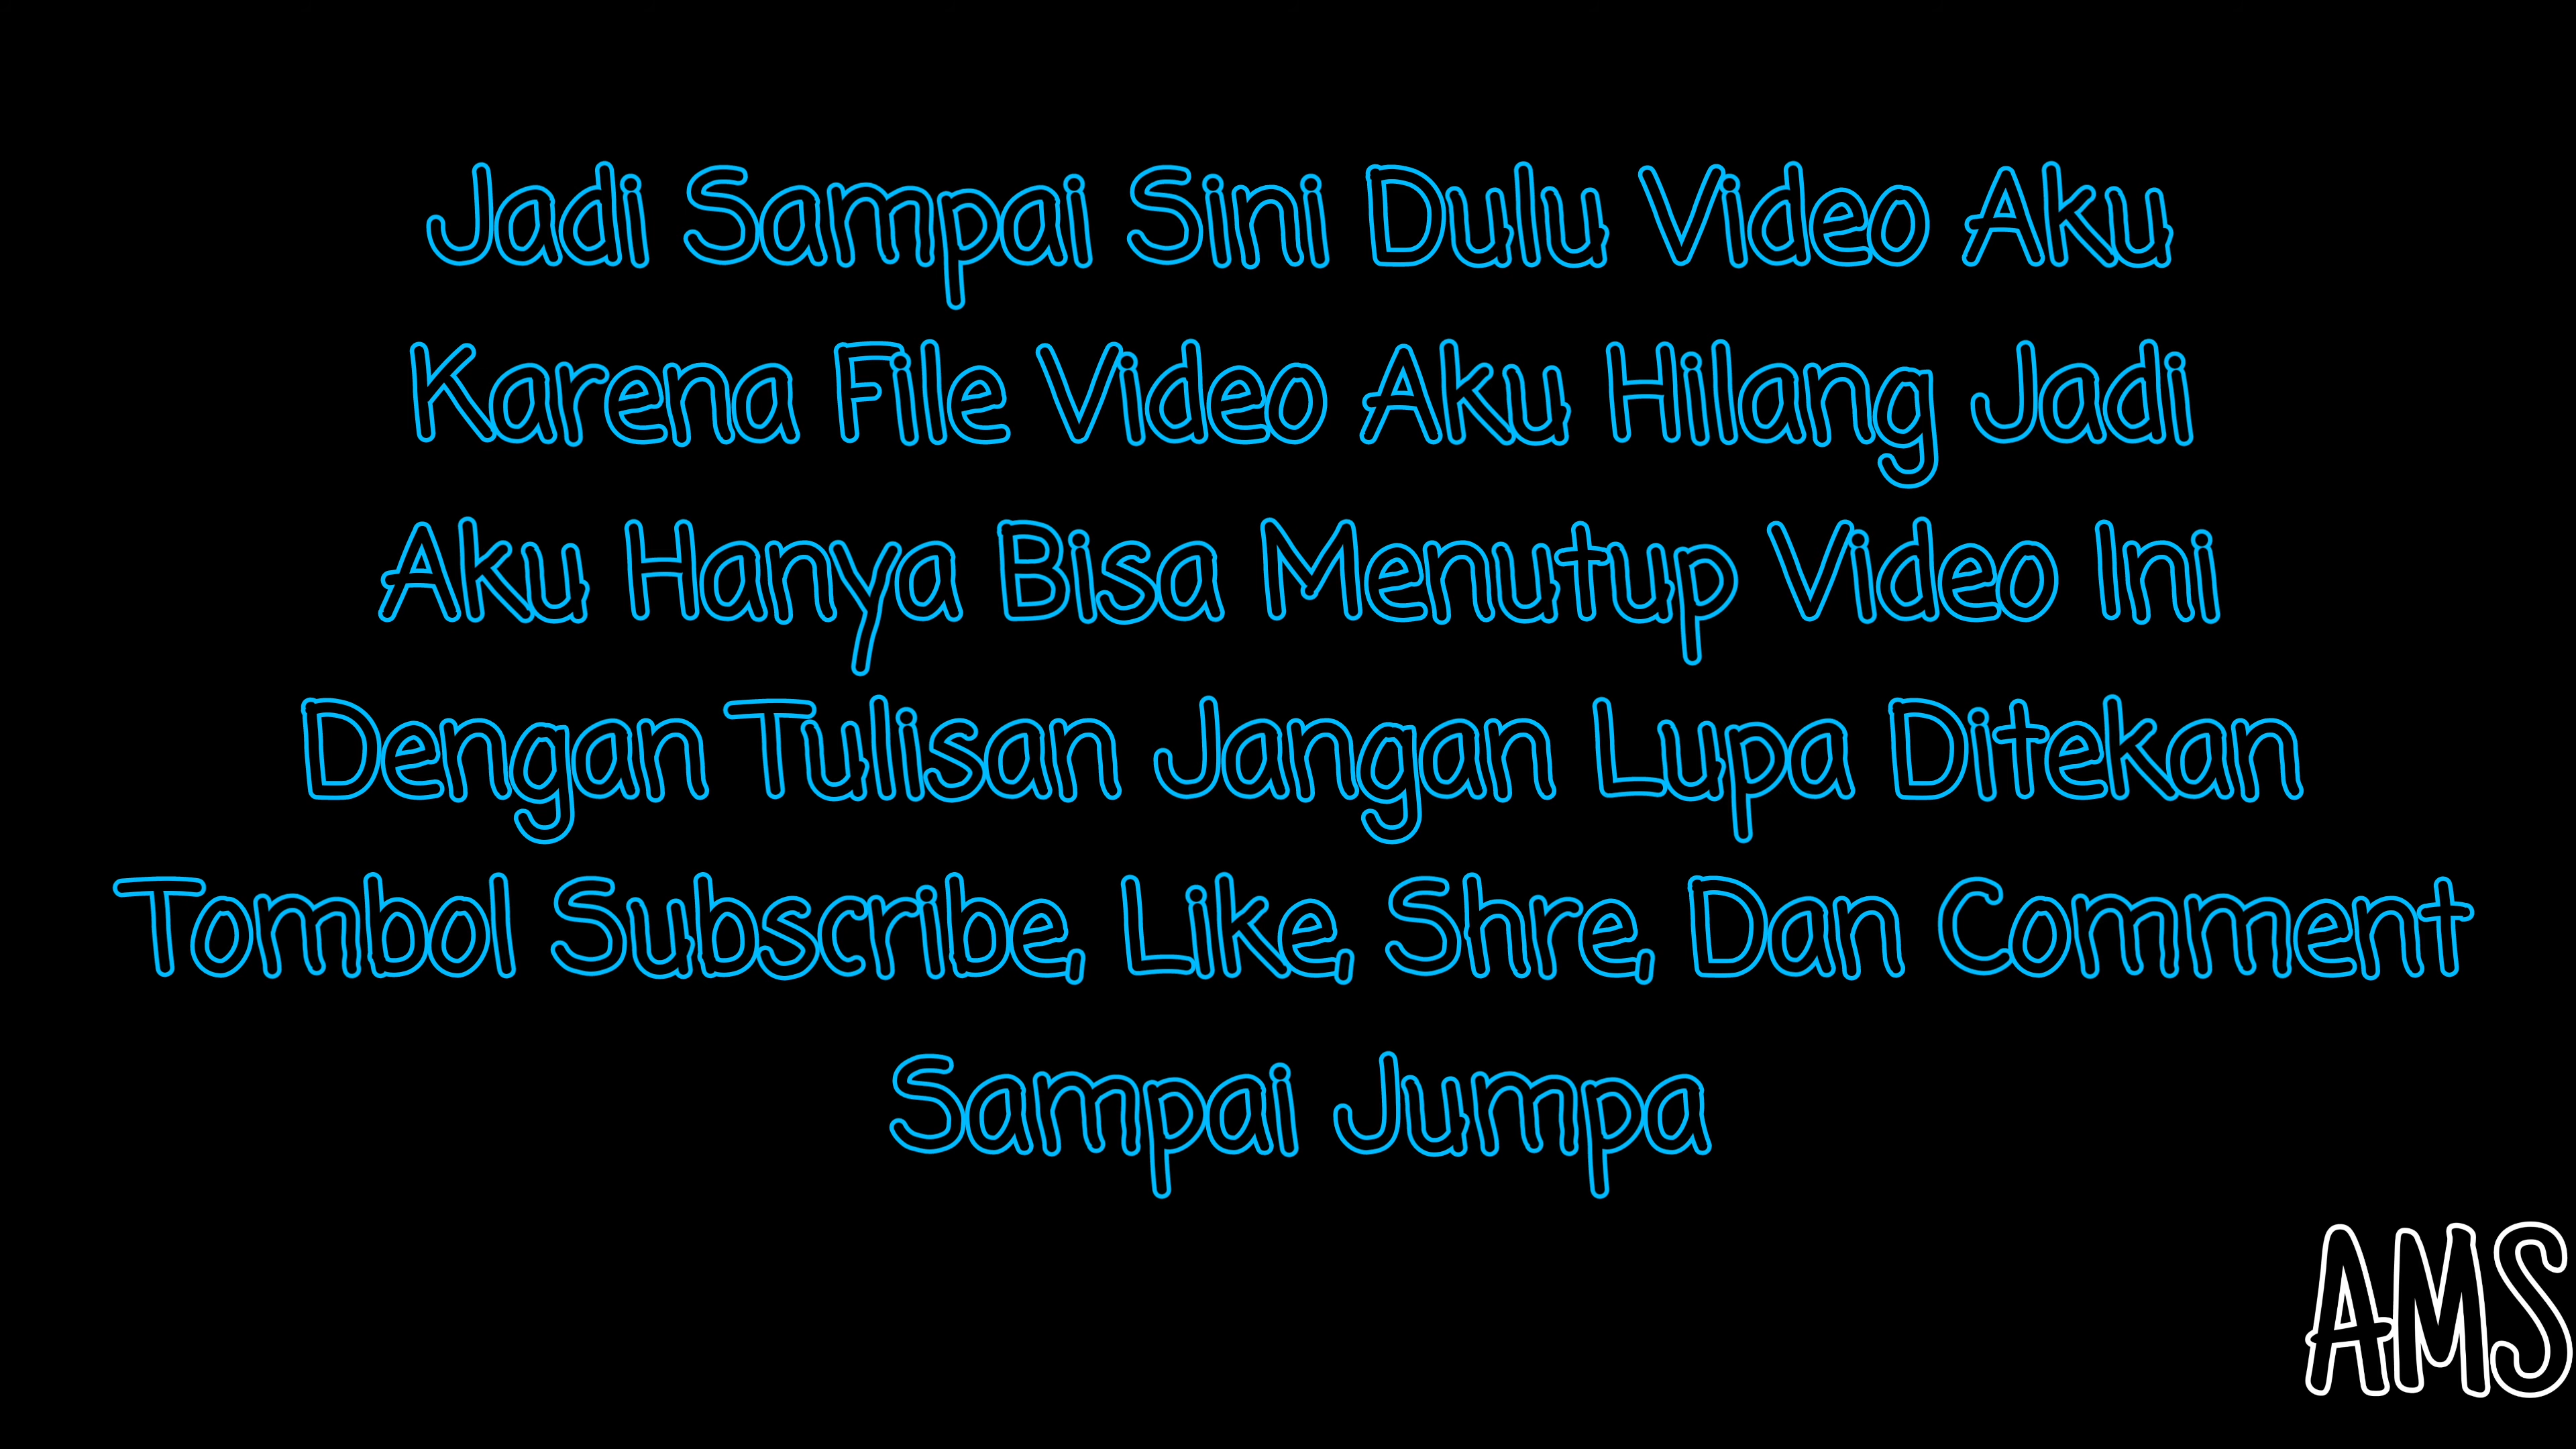 Jadi Sampai Sini Dulu Video Aku
Karena File Video Aku Hilang Jadi
Aku Hanya Bisa Menutup Video Ini
Dengan Tulisan Jangan Lupa Ditekan
Tombol Subscribe, Like, Shre, Dan Comment
Sampai Jumpa
AMS